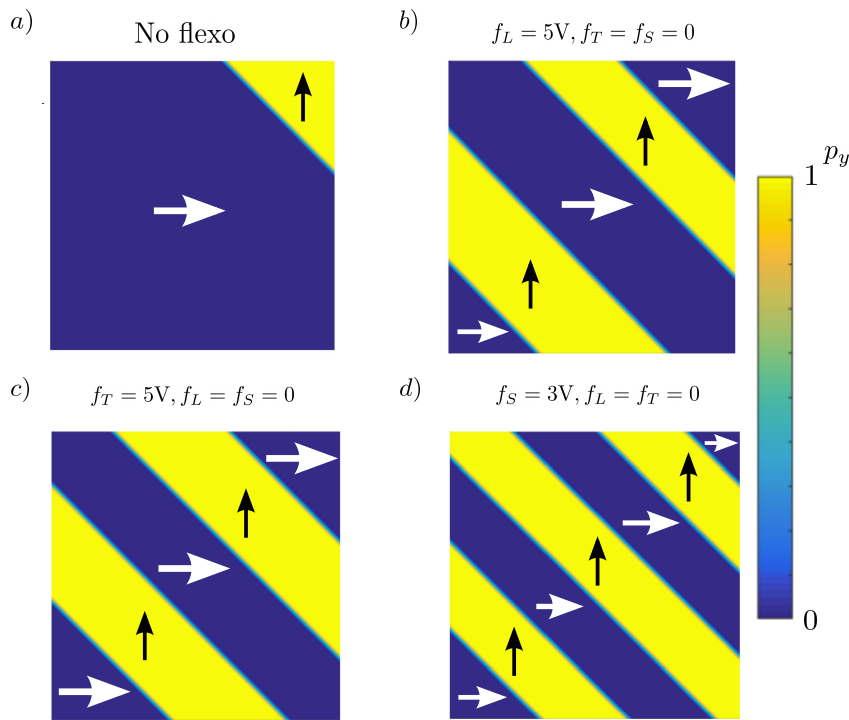 a)
No flexo
b)
f_L = 5V, f_T = f_S = 0
p_y
1
0
c)
f_T = 5V, f_L = f_S = 0
d)
f_S = 3V, f_L = f_T = 0